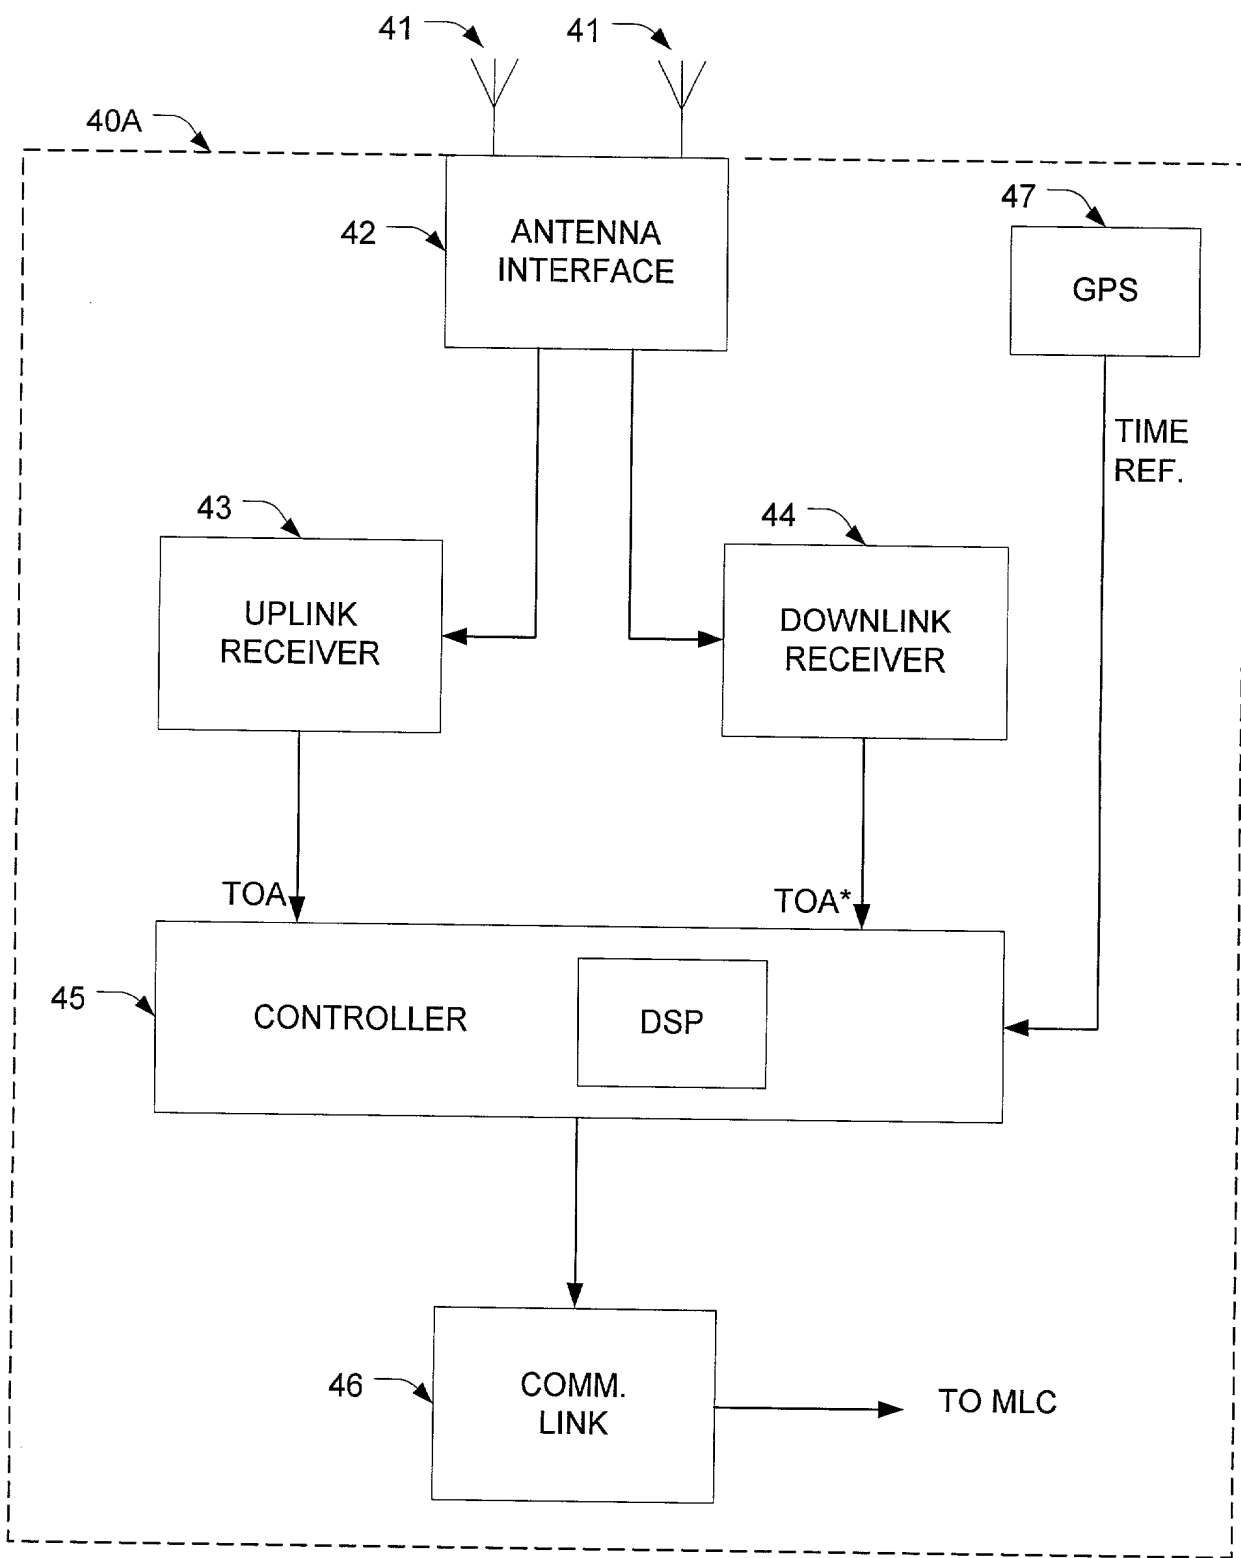 41
41
40A
42
ANTENNA
INTERFACE
47
GPS
TIME
REF.
43
UPLINK
RECEIVER
44
DOWNLINK
RECEIVER
TOA
TOA*
45
CONTROLLER
DSP
46
COMM.
LINK
TO MLC